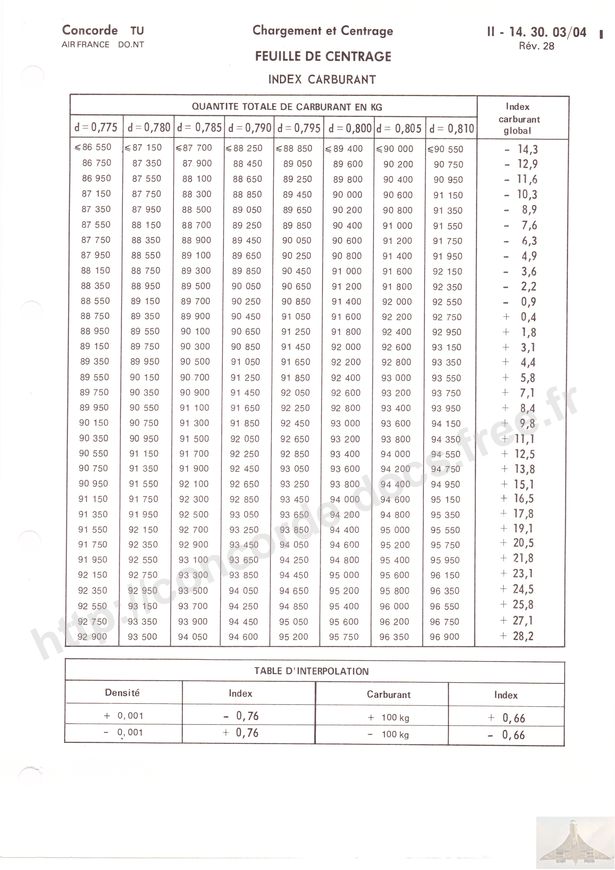 Concorde TU Chargement et Centrage II - 14. 30. 03/04
AIR FRANCE DO.NT Rév. 28
FEUILLE DE CENTRAGE
INDEX CARBURANT
QUANTITE TOTALE DE CARBURANT EN KG Index carburant global
d = 0,775 d = 0,780 d = 0,785 d = 0,790 d = 0,795 d = 0,800 d = 0,805 d = 0,810
⩽86 550 ⩽87 150 ⩽87 700 ⩽88 250 ⩽88 850 ⩽89 400 ⩽90 000 ⩽90 550 - 14,3
86 750 87 350 87 900 88 450 89 050 89 600 90 200 90 750 - 12,9
86 950 87 550 88 100 88 650 89 250 89 800 90 400 90 950 - 11,6
87 150 87 750 88 300 88 850 89 450 90 000 90 600 91 150 - 10,3
87 350 87 950 88 500 89 050 89 650 90 200 90 800 91 350 - 8,9
87 550 88 150 88 700 89 250 89 850 90 400 91 000 91 550 - 7,6
87 750 88 350 88 900 89 450 90 050 90 600 91 200 91 750 - 6,3
87 950 88 550 89 100 89 650 90 250 90 800 91 400 91 950 - 4,9
88 150 88 750 89 300 89 850 90 450 91 000 91 600 92 150 - 3,6
88 350 88 950 89 500 90 050 90 650 91 200 91 800 92 350 - 2,2
88 550 89 150 89 700 90 250 90 850 91 400 92 000 92 550 - 0,9
88 750 89 350 89 900 90 450 91 050 91 600 92 200 92 750 + 0,4
88 950 89 550 90 100 90 650 91 250 91 800 92 400 92 950 + 1,8
89 150 89 750 90 300 90 850 91 450 92 000 92 600 93 150 + 3,1
89 350 89 950 90 500 91 050 91 650 92 200 92 800 93 350 + 4,4
89 550 90 150 90 700 91 250 91 850 92 400 93 000 93 550 + 5,8
89 750 90 350 90 900 91 450 92 050 92 600 93 200 93 750 + 7,1
89 950 90 550 91 100 91 650 92 250 92 800 93 400 93 950 + 8,4
90 150 90 750 91 300 91 850 92 450 93 000 93 600 94 150 + 9,8
90 350 90 950 91 500 92 050 92 650 93 200 93 800 94 350 + 11,1
90 550 91 150 91 700 92 250 92 850 93 400 94 000 94 550 + 12,5
90 750 91 350 91 900 92 450 93 050 93 600 94 200 94 750 + 13,8
90 950 91 550 92 100 92 650 93 250 93 800 94 400 94 950 + 15,1
91 150 91 750 92 300 92 850 93 450 94 000 94 600 95 150 + 16,5
91 350 91 950 92 500 93 050 93 650 94 200 94 800 95 350 + 17,8
91 550 92 150 92 700 93 250 93 850 94 400 95 000 95 550 + 19,1
91 750 92 350 92 900 93 450 94 050 94 600 95 200 95 750 + 20,5
91 950 92 550 93 100 93 650 94 250 94 800 95 400 95 950 + 21,8
92 150 92 750 93 300 93 850 94 450 95 000 95 600 96 150 + 23,1
92 350 92 950 93 500 94 050 94 650 95 200 95 800 96 350 + 24,5
92 550 93 150 93 700 94 250 94 850 95 400 96 000 96 550 + 25,8
92 750 93 350 93 900 94 450 95 050 95 600 96 200 96 750 + 27,1
92 900 93 500 94 050 94 600 95 200 95 750 96 350 96 900 + 28,2
http://concorde.docs.free.fr
TABLE D'INTERPOLATION
Densité Index Carburant Index
+ 0,001 - 0,76 + 100 kg + 0,66
- 0,001 + 0,76 - 100 kg - 0,66